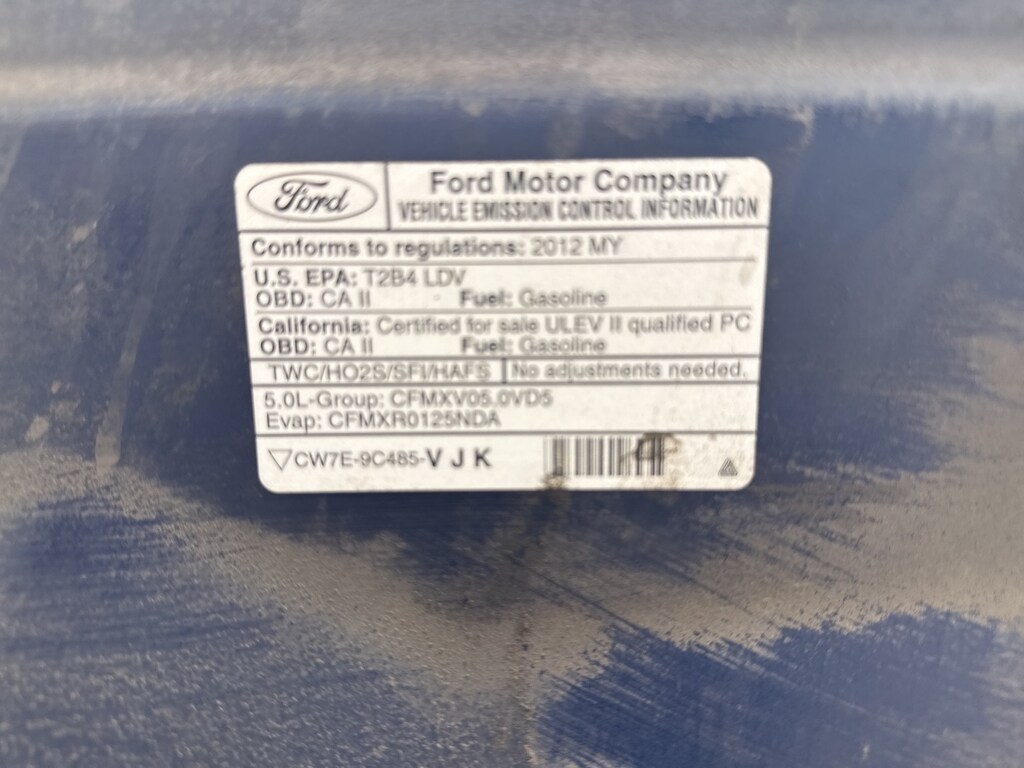 Ford
Ford Motor Company
VEHICLE EMISSION CONTROL INFORMATION
Conforms to regulations: 2012 MY
U.S. EPA: T2B4 LDV
OBD: CA II Fuel: Gasoline
California: Certified for sale ULEV II qualified PC
OBD: CA II Fuel: Gasoline
TWC/HO2S/SFI/HAFS No adjustments needed.
5.0L-Group: CFMXV05.0VD5
Evap: CFMXR0125NDA
CW7E-9C485-V J K